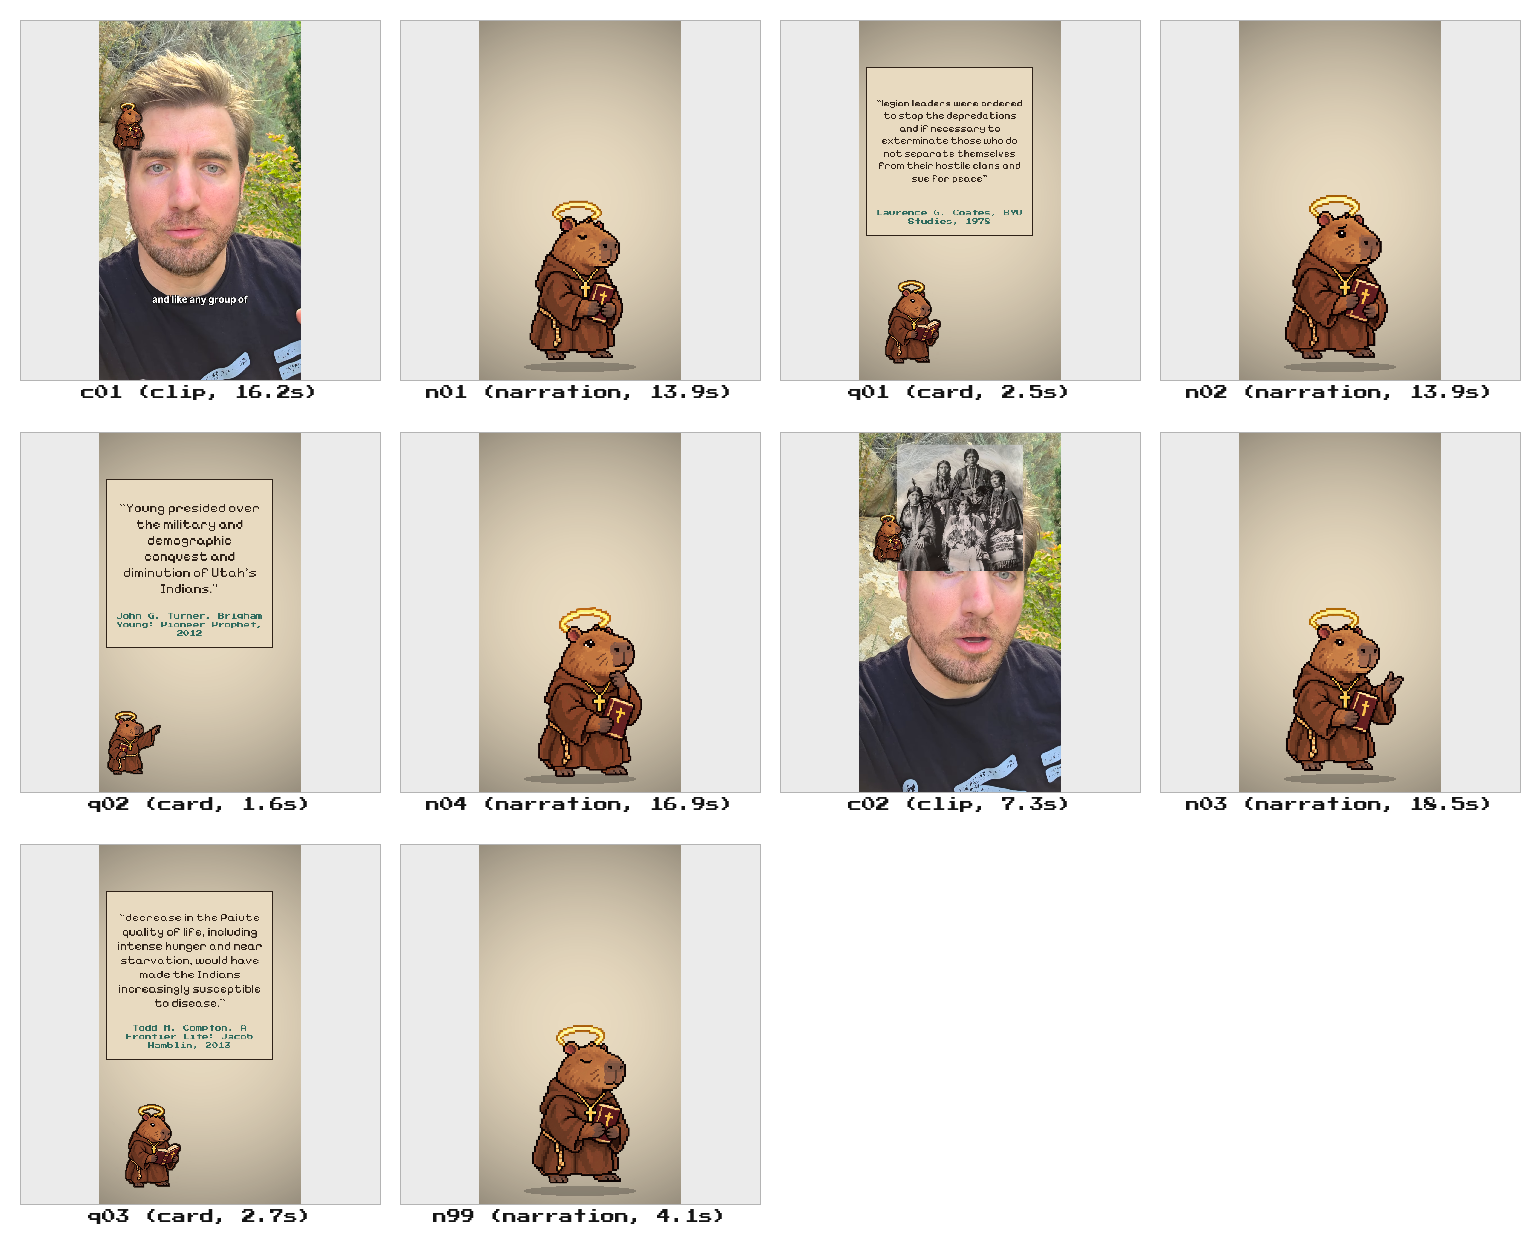 and like any group of
c01 (clip, 16.2s)
n01 (narration, 13.9s)
"legion leaders were ordered
to stop the depredations
and if necessary to
exterminate those who do
not separate themselves
from their hostile clans and
sue for peace"
Lawrence G. Coates, BYU
Studies, 1978
q01 (card, 2.5s)
n02 (narration, 13.9s)
"Young presided over
the military and
demographic
conquest and
diminution of Utah's
Indians."
John G. Turner, Brigham
Young: Pioneer Prophet,
2012
q02 (card, 1.6s)
n04 (narration, 16.9s)
c02 (clip, 7.3s)
n03 (narration, 18.5s)
"decrease in the Paiute
quality of life, including
intense hunger and near
starvation, would have
made the Indians
increasingly susceptible
to disease."
Todd M. Compton, A
Frontier Life: Jacob
Hamblin, 2013
q03 (card, 2.7s)
n99 (narration, 4.1s)